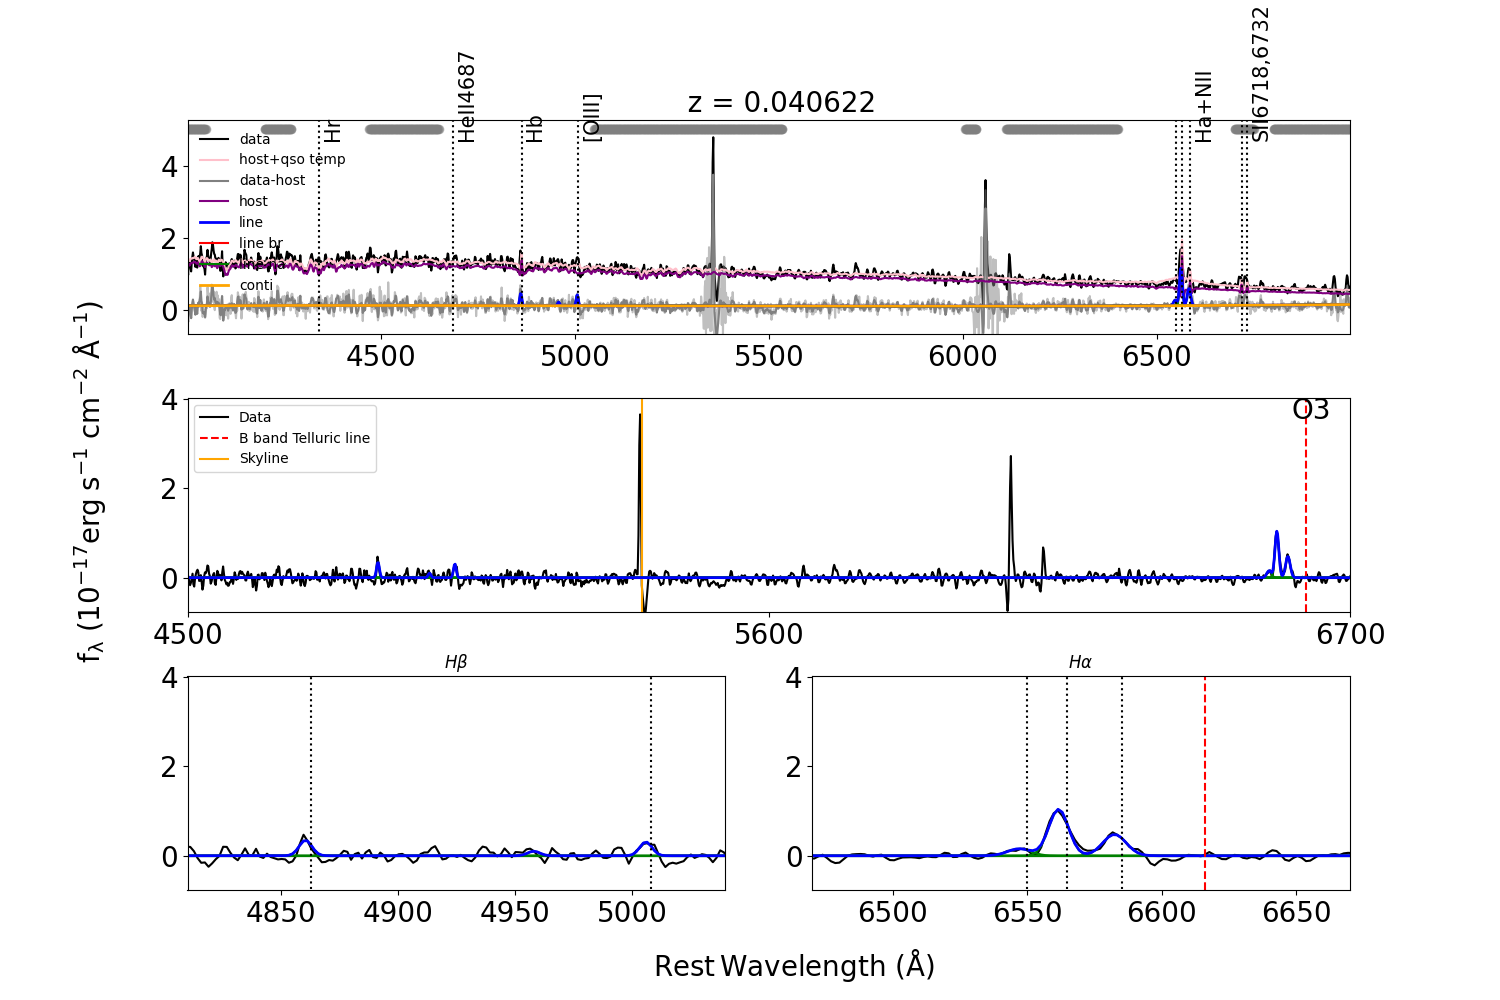 z = 0.040622
Hr
HeII4687
Hb
[OIII]
Ha+NII
SII6718,6732
data
host+qso temp
data-host
host
line
line br
conti
4
2
0
4500 5000 5500 6000 6500
fλ (10⁻¹⁷erg s⁻¹ cm⁻² Å⁻¹)
Data
B band Telluric line
Skyline
O3
4
2
0
4500 5600 6700
Hβ
4
2
0
4850 4900 4950 5000
Hα
4
2
0
6500 6550 6600 6650
Rest Wavelength (Å)